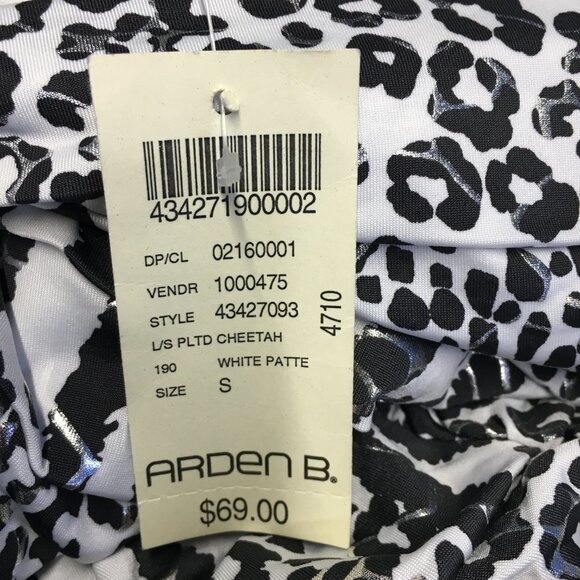 434271900002
DP/CL 02160001
VENDR 1000475
STYLE 43427093
L/S PLTD CHEETAH
190 WHITE PATTE
SIZE S
4710
ARDEN B.®
$69.00